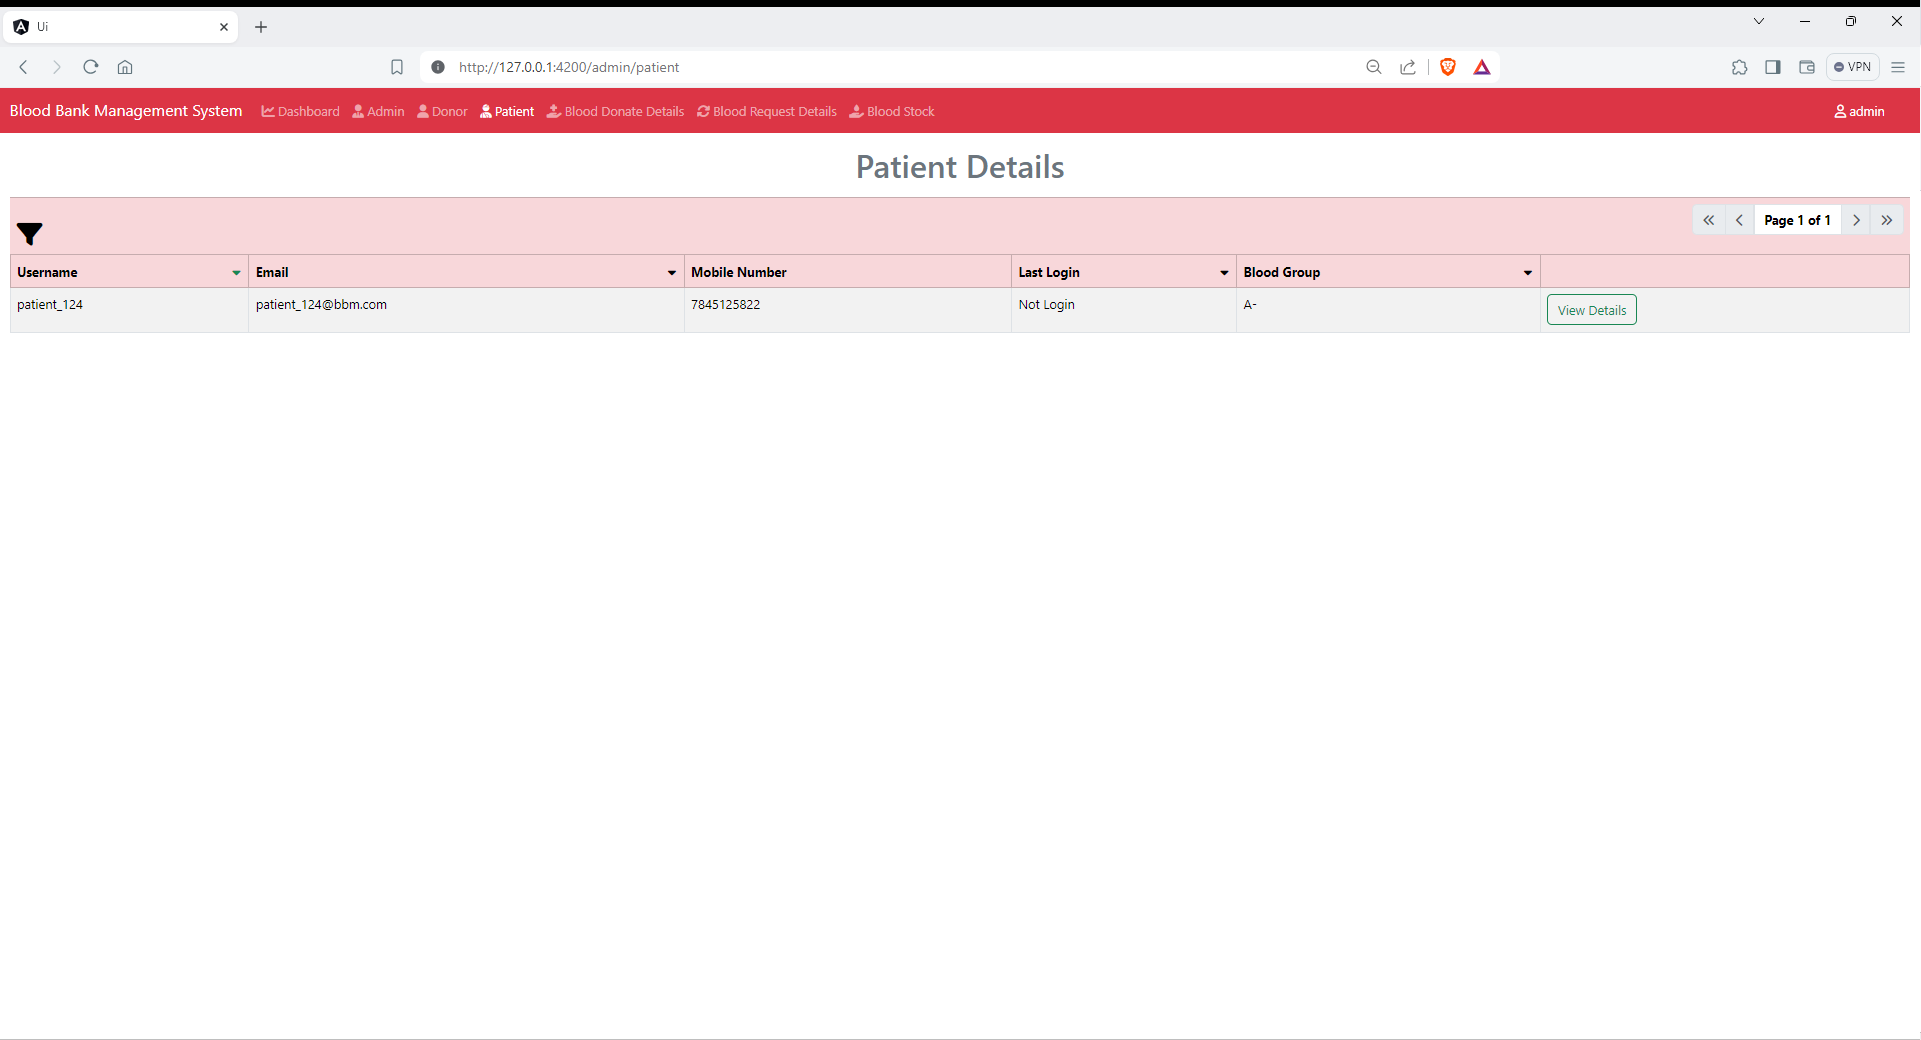 Ui
http://127.0.0.1:4200/admin/patient
VPN
Blood Bank Management System Dashboard Admin Donor Patient Blood Donate Details Blood Request Details Blood Stock admin
Patient Details
Page 1 of 1
Username Email Mobile Number Last Login Blood Group
patient_124 patient_124@bbm.com 7845125822 Not Login A- View Details